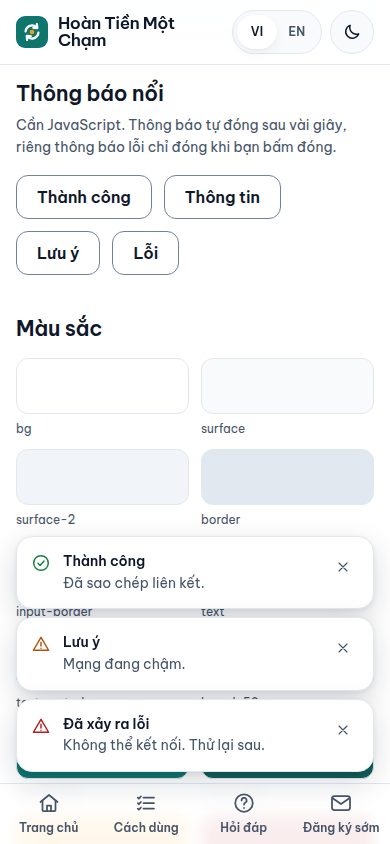 Hoàn Tiền Một
Chạm
VI
EN
Thông báo nổi
Cần JavaScript. Thông báo tự đóng sau vài giây,
riêng thông báo lỗi chỉ đóng khi bạn bấm đóng.
Thành công
Thông tin
Lưu ý
Lỗi
Màu sắc
bg
surface
surface-2
border
Thành công
Đã sao chép liên kết.
input-border
text
Lưu ý
Mạng đang chậm.
Đã xảy ra lỗi
Không thể kết nối. Thử lại sau.
Trang chủ
Cách dùng
Hỏi đáp
Đăng ký sớm